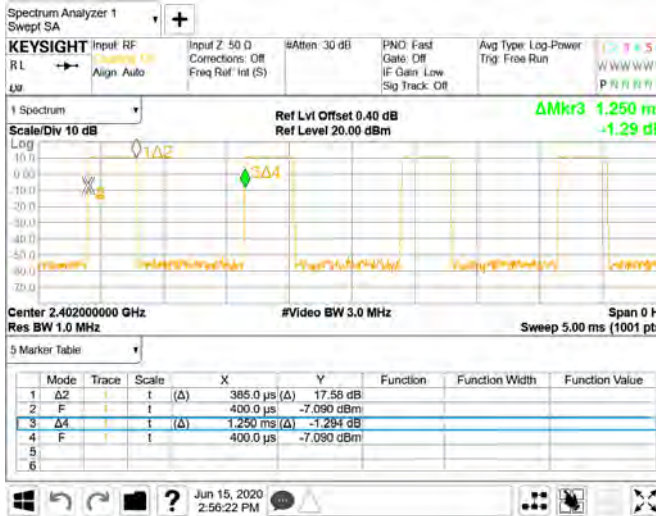 Spectrum Analyzer 1
Swept SA
+
KEYSIGHT
Input: RF
Input Z: 50 Ω
#Atten: 30 dB
PNO: Fast
Avg Type: Log-Power
RL
Corrections: Off
Gate: Off
Trig: Free Run
Align: Auto
Freq Ref: Int (S)
IF Gain: Low
WWWWW
Sig Track: Off
P N N N N
1 Spectrum
Ref Lvl Offset 0.40 dB
ΔMkr3 1.250 m
Scale/Div 10 dB
Ref Level 20.00 dBm
-1.29 d
Log
10.0
1Δ2
0.00
3Δ4
-10.0
-20.0
-30.0
-40.0
-50.0
-60.0
-70.0
Center 2.402000000 GHz
#Video BW 3.0 MHz
Span 0 H
Res BW 1.0 MHz
Sweep 5.00 ms (1001 pts
5 Marker Table
Mode Trace Scale X Y Function Function Width Function Value
1 Δ2 1 t (Δ) 385.0 µs (Δ) 17.58 dB
2 F 1 t 400.0 µs -7.090 dBm
3 Δ4 1 t (Δ) 1.250 ms (Δ) -1.294 dB
4 F 1 t 400.0 µs -7.090 dBm
5
6
? Jun 15, 2020
2:56:22 PM